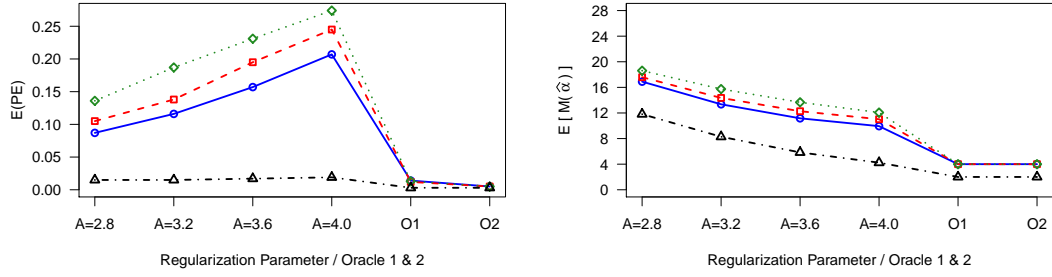 E(PE)
0.25
0.20
0.15
0.10
0.05
0.00
A=2.8 A=3.2 A=3.6 A=4.0 O1 O2
Regularization Parameter / Oracle 1 & 2
E [ M(α̂) ]
28
24
20
16
12
8
4
0
A=2.8 A=3.2 A=3.6 A=4.0 O1 O2
Regularization Parameter / Oracle 1 & 2